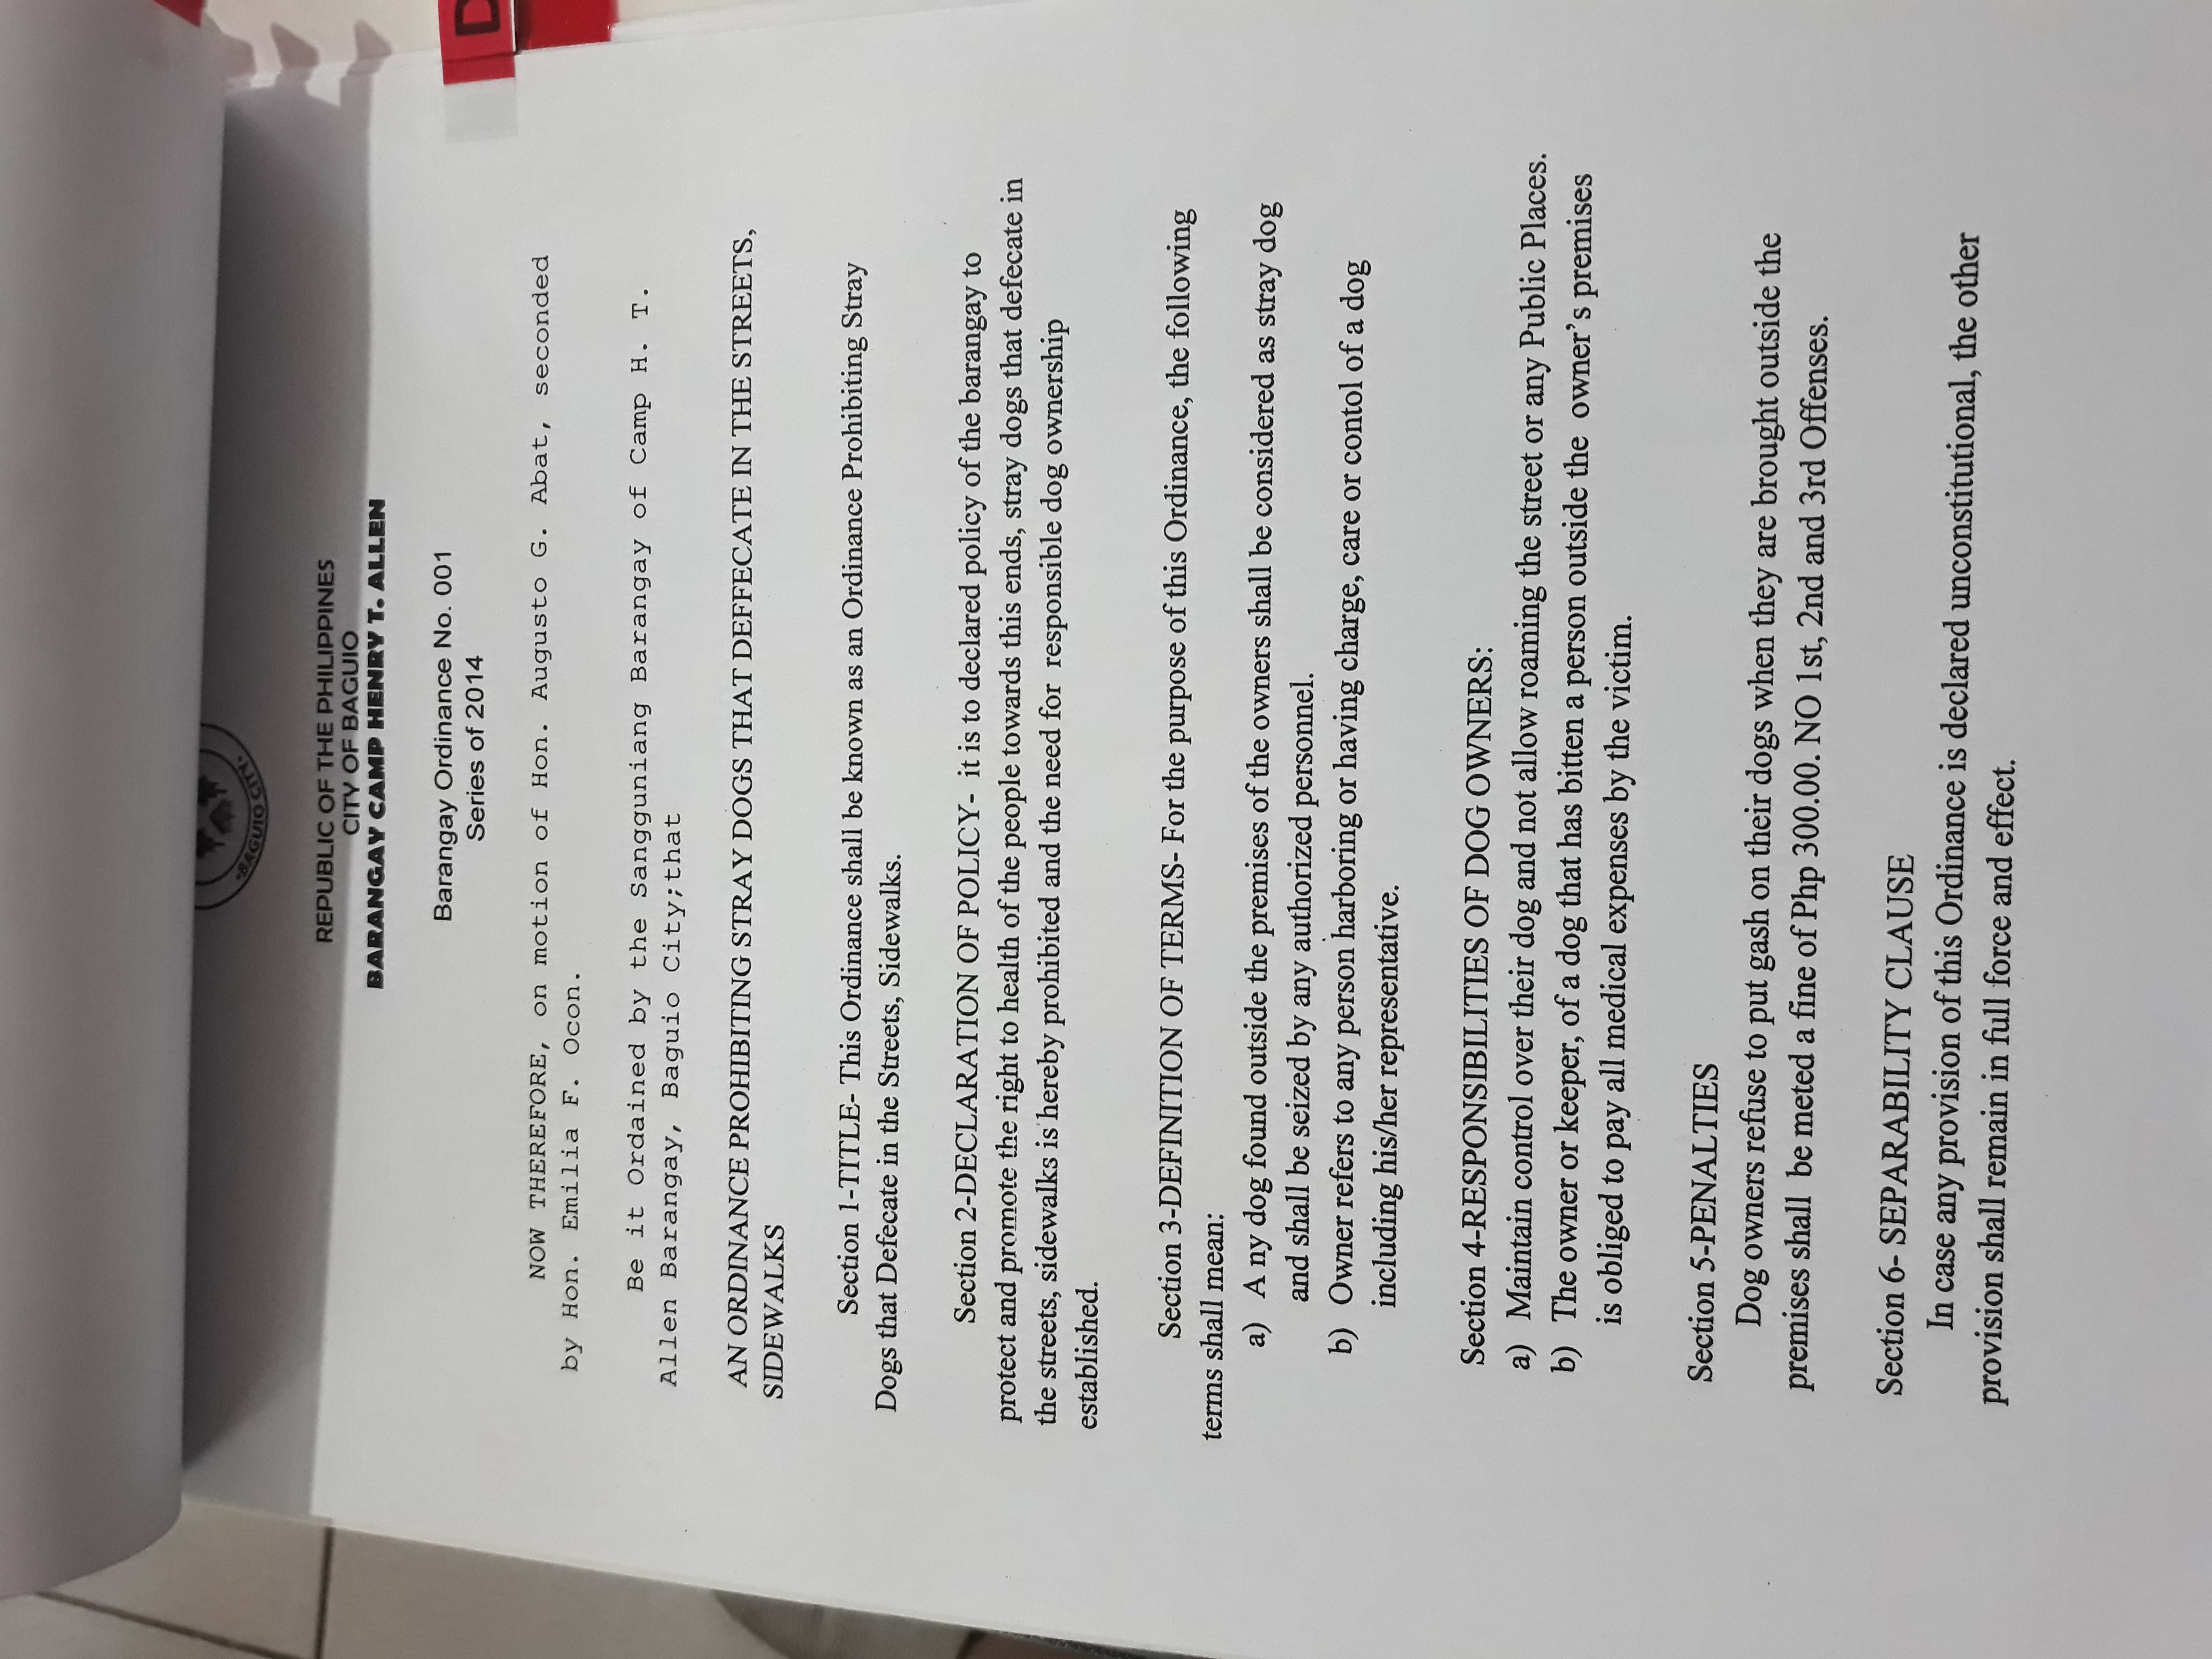 BAGUIO CITY
REPUBLIC OF THE PHILIPPINES
CITY OF BAGUIO
BARANGAY CAMP HENRY T. ALLEN
Barangay Ordinance No. 001
Series of 2014
D
NOW THEREFORE, on motion of Hon. Augusto G. Abat, seconded
by Hon. Emilia F. Ocon.
Be it Ordained by the Sangguniang Barangay of Camp H. T.
Allen Barangay, Baguio City;that
AN ORDINANCE PROHIBITING STRAY DOGS THAT DEFFECATE IN THE STREETS,
SIDEWALKS
Section 1-TITLE- This Ordinance shall be known as an Ordinance Prohibiting Stray
Dogs that Defecate in the Streets, Sidewalks.
Section 2-DECLARATION OF POLICY- it is to declared policy of the barangay to
protect and promote the right to health of the people towards this ends, stray dogs that defecate in
the streets, sidewalks is hereby prohibited and the need for responsible dog ownership
established.
Section 3-DEFINITION OF TERMS- For the purpose of this Ordinance, the following
terms shall mean:
a) A ny dog found outside the premises of the owners shall be considered as stray dog
and shall be seized by any authorized personnel.
b) Owner refers to any person harboring or having charge, care or contol of a dog
including his/her representative.
Section 4-RESPONSIBILITIES OF DOG OWNERS:
a) Maintain control over their dog and not allow roaming the street or any Public Places.
b) The owner or keeper, of a dog that has bitten a person outside the owner's premises
is obliged to pay all medical expenses by the victim.
Section 5-PENALTIES
Dog owners refuse to put gash on their dogs when they are brought outside the
premises shall be meted a fine of Php 300.00. NO 1st, 2nd and 3rd Offenses.
Section 6- SEPARABILITY CLAUSE
In case any provision of this Ordinance is declared unconstitutional, the other
provision shall remain in full force and effect.